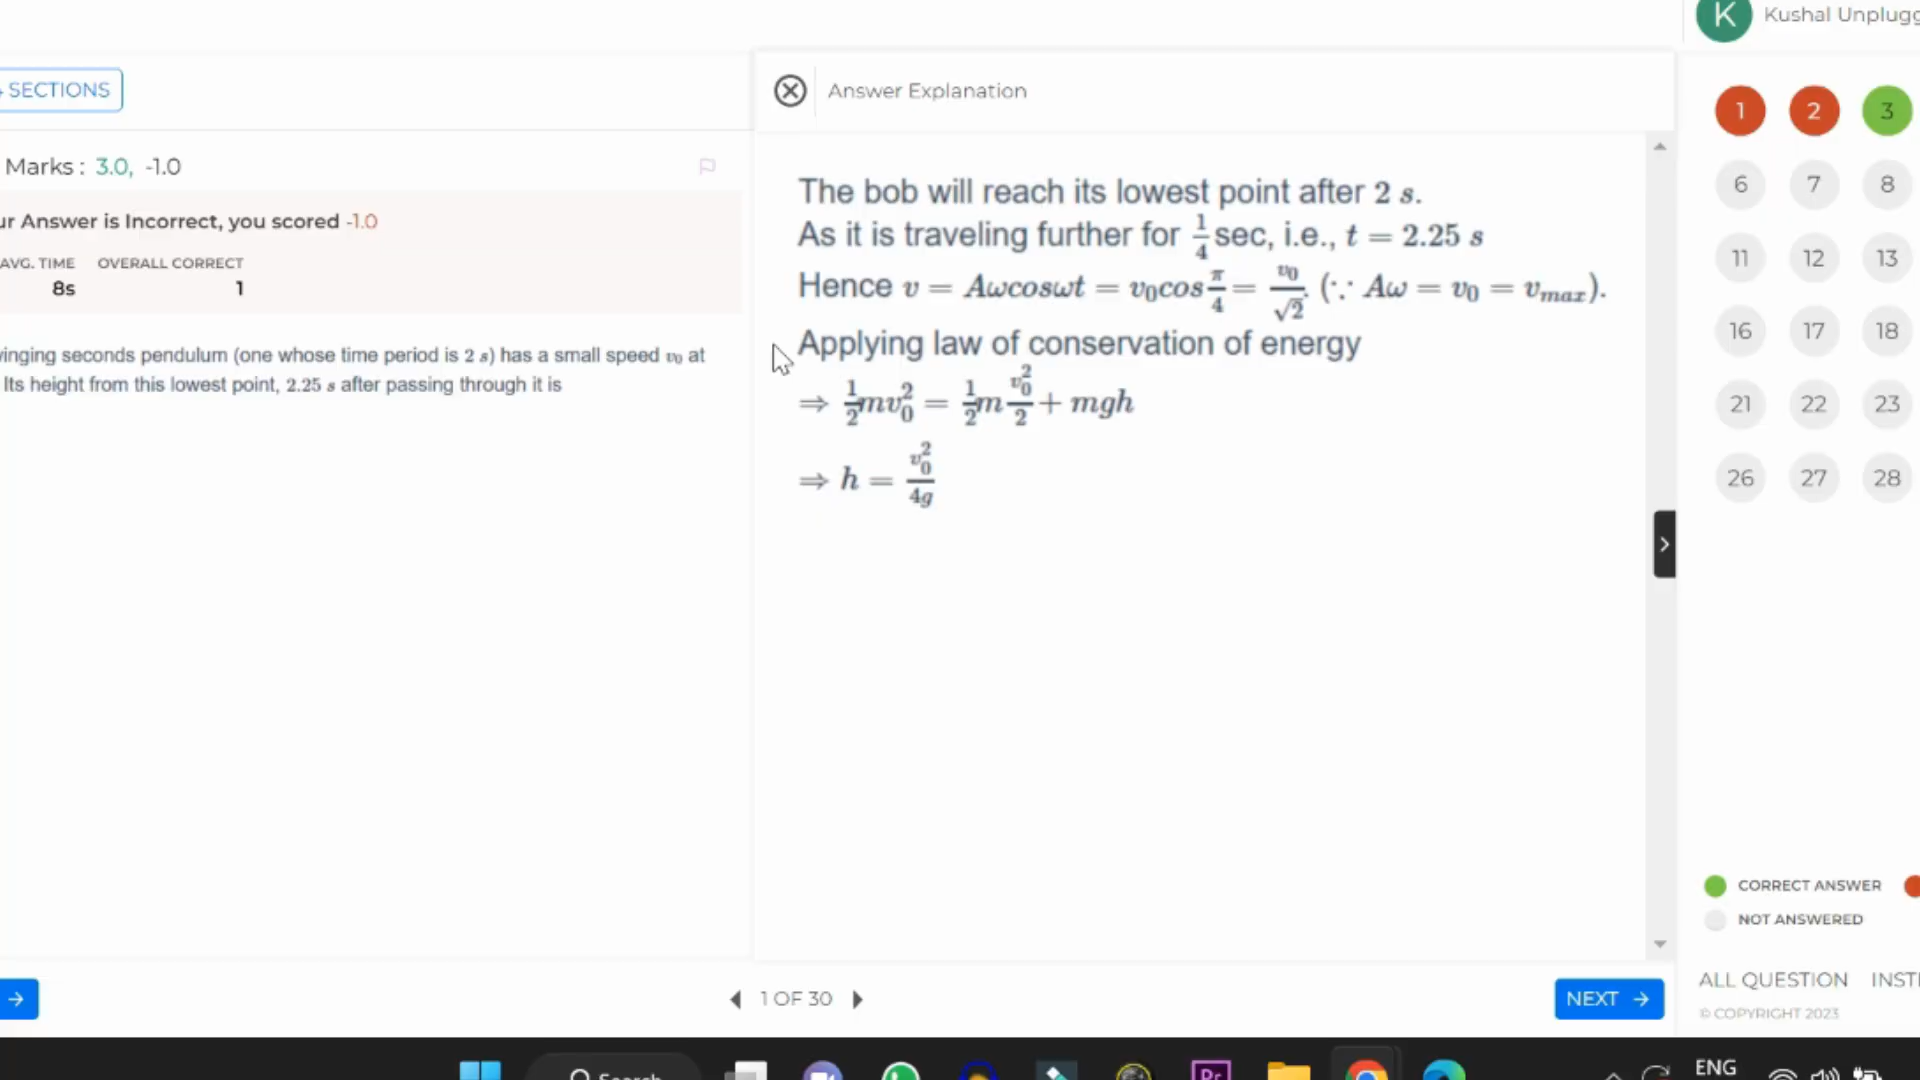 K Kushal Unplugg
SECTIONS
Answer Explanation
1 2 3
Marks : 3.0, -1.0
ur Answer is Incorrect, you scored -1.0
AVG. TIME OVERALL CORRECT
8s 1
inging seconds pendulum (one whose time period is 2 s) has a small speed v₀ at
Its height from this lowest point, 2.25 s after passing through it is
The bob will reach its lowest point after 2 s.
As it is traveling further for 1/4 sec, i.e., t = 2.25 s
Hence v = Aωcosωt = v₀cos π/4 = v₀/√2. (∵ Aω = v₀ = vₘₐₓ).
Applying law of conservation of energy
⇒ 1/2 mv₀² = 1/2 m v₀²/2 + mgh
⇒ h = v₀²/4g
6 7 8
11 12 13
16 17 18
21 22 23
26 27 28
CORRECT ANSWER
NOT ANSWERED
1 OF 30
NEXT
ALL QUESTION INST
© COPYRIGHT 2023
Search
Pr
ENG